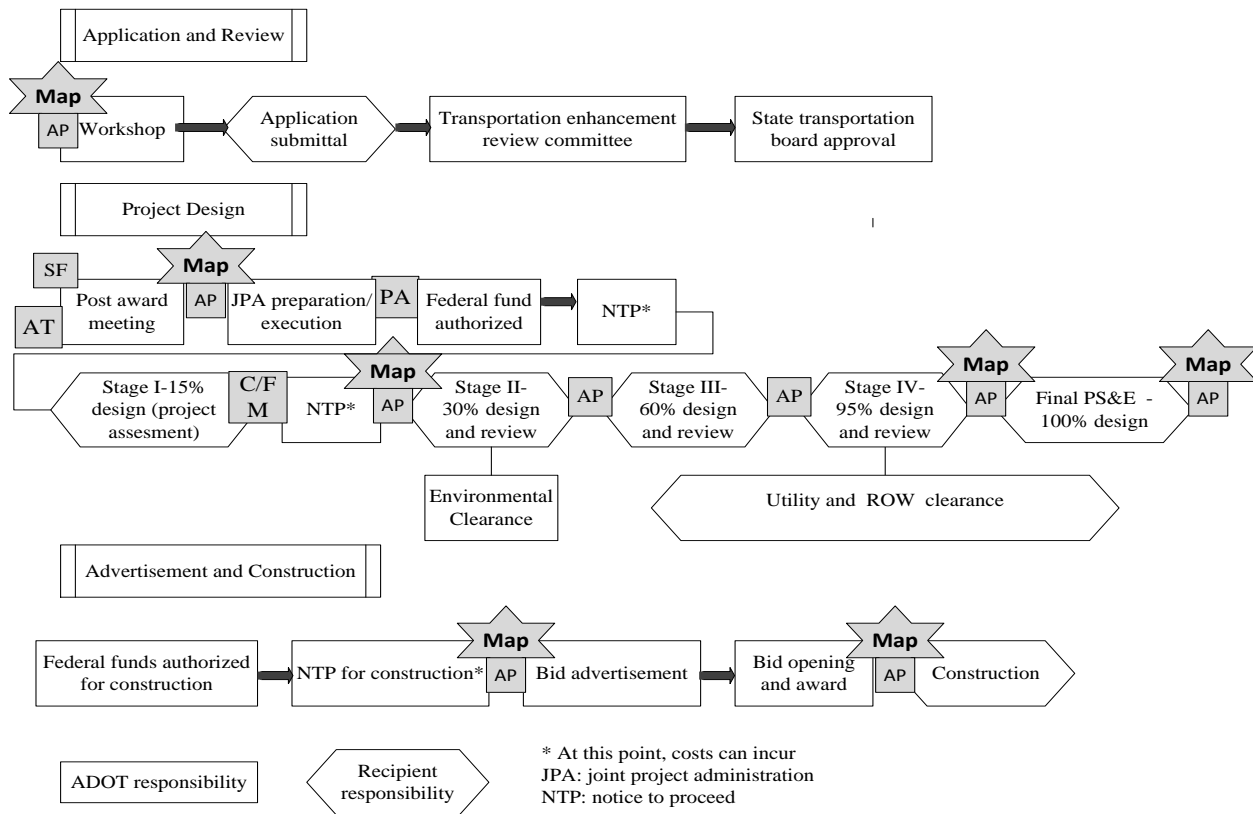 Application and Review
Map
AP
Workshop
Application
submittal
Transportation enhancement
review committee
State transportation
board approval
Project Design
SF
AT
Post award
meeting
Map
AP
JPA preparation/
execution
PA
Federal fund
authorized
NTP*
Stage I-15%
design (project
assesment)
C/F
M
NTP*
Map
AP
Stage II-
30% design
and review
AP
Stage III-
60% design
and review
AP
Stage IV-
95% design
and review
Map
AP
Final PS&E -
100% design
Map
AP
Environmental
Clearance
Utility and ROW clearance
Advertisement and Construction
Federal funds authorized
for construction
NTP for construction*
Map
AP
Bid advertisement
Bid opening
and award
Map
AP
Construction
ADOT responsibility
Recipient
responsibility
* At this point, costs can incur
JPA: joint project administration
NTP: notice to proceed